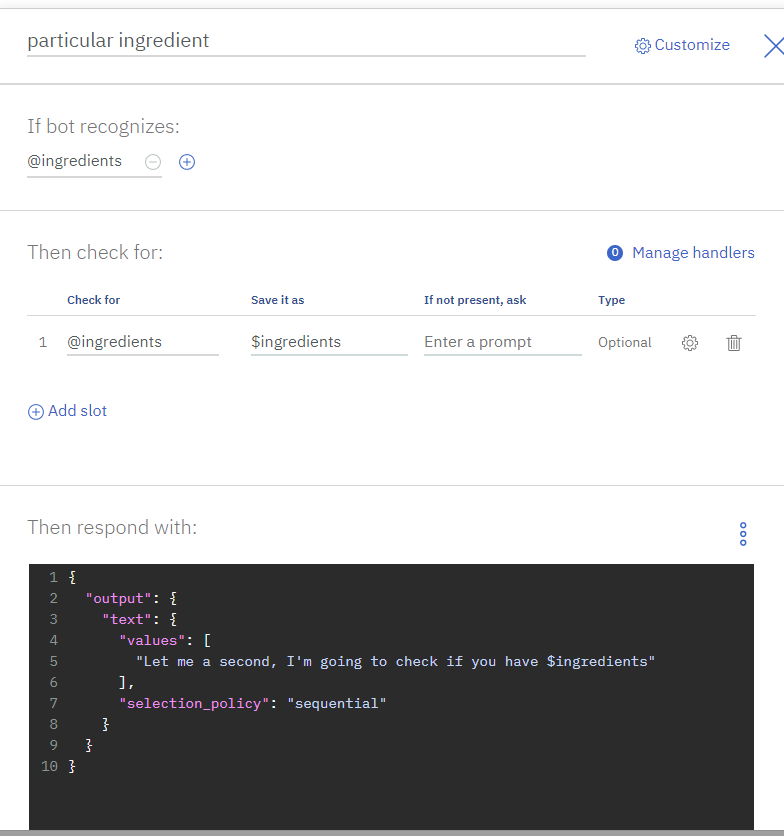 particular ingredient
Customize
If bot recognizes:
@ingredients
Then check for:
0 Manage handlers
Check for Save it as If not present, ask Type
1 @ingredients $ingredients Enter a prompt Optional
Add slot
Then respond with:
1 {
2   "output": {
3     "text": {
4       "values": [
5         "Let me a second, I'm going to check if you have $ingredients"
6       ],
7       "selection_policy": "sequential"
8     }
9   }
10 }